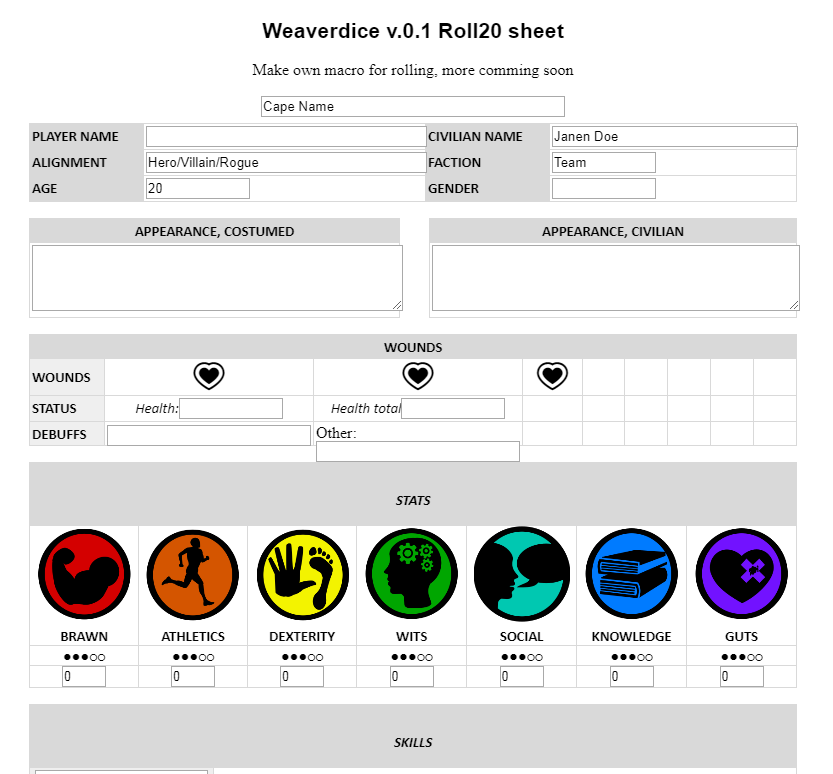 Weaverdice v.0.1 Roll20 sheet
Make own macro for rolling, more comming soon
Cape Name
PLAYER NAME CIVILIAN NAME Janen Doe
ALIGNMENT Hero/Villain/Rogue FACTION Team
AGE 20 GENDER
APPEARANCE, COSTUMED APPEARANCE, CIVILIAN
WOUNDS
WOUNDS
STATUS Health: Health total
DEBUFFS Other:
STATS
BRAWN ATHLETICS DEXTERITY WITS SOCIAL KNOWLEDGE GUTS
●●●○○ ●●●○○ ●●●○○ ●●●○○ ●●●○○ ●●●○○ ●●●○○
0 0 0 0 0 0 0
SKILLS